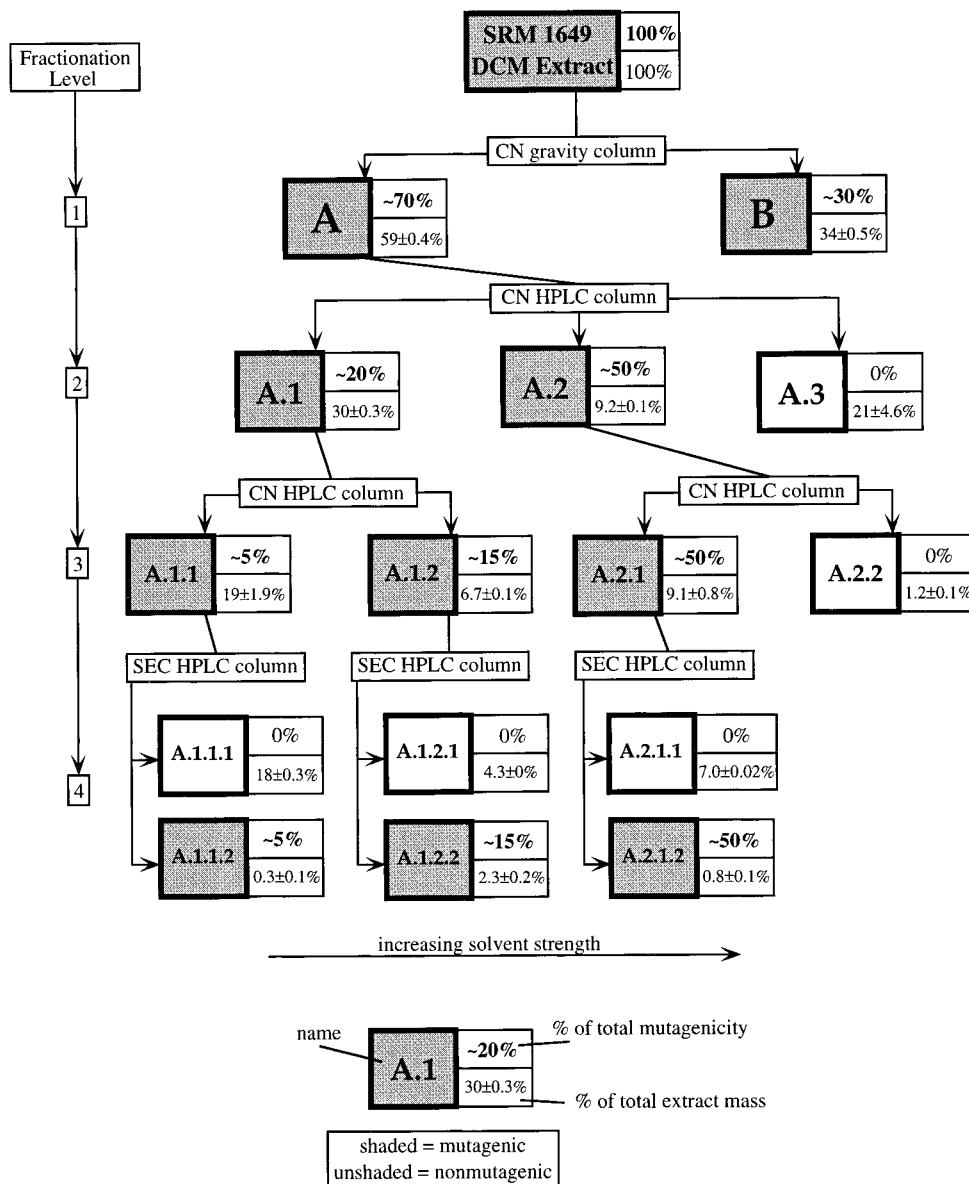 Fractionation
Level
SRM 1649
DCM Extract
100%
100%
CN gravity column
1
A
~70%
59±0.4%
B
~30%
34±0.5%
CN HPLC column
2
A.1
~20%
30±0.3%
A.2
~50%
9.2±0.1%
A.3
0%
21±4.6%
CN HPLC column
CN HPLC column
3
A.1.1
~5%
19±1.9%
A.1.2
~15%
6.7±0.1%
A.2.1
~50%
9.1±0.8%
A.2.2
0%
1.2±0.1%
SEC HPLC column
SEC HPLC column
SEC HPLC column
4
A.1.1.1
0%
18±0.3%
A.1.2.1
0%
4.3±0%
A.2.1.1
0%
7.0±0.02%
A.1.1.2
~5%
0.3±0.1%
A.1.2.2
~15%
2.3±0.2%
A.2.1.2
~50%
0.8±0.1%
increasing solvent strength
name
A.1
~20%
30±0.3%
% of total mutagenicity
% of total extract mass
shaded = mutagenic
unshaded = nonmutagenic